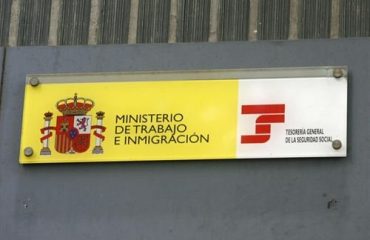 MINISTERIO
DE TRABAJO
E INMIGRACIÓN
TESORERÍA GENERAL
DE LA SEGURIDAD SOCIAL